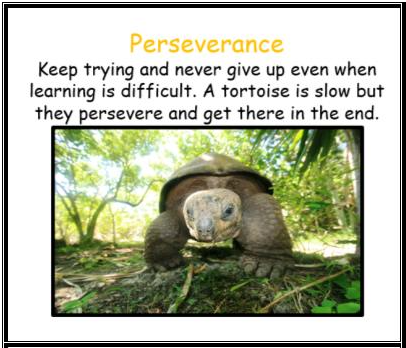 Perseverance
Keep trying and never give up even when
learning is difficult. A tortoise is slow but
they persevere and get there in the end.